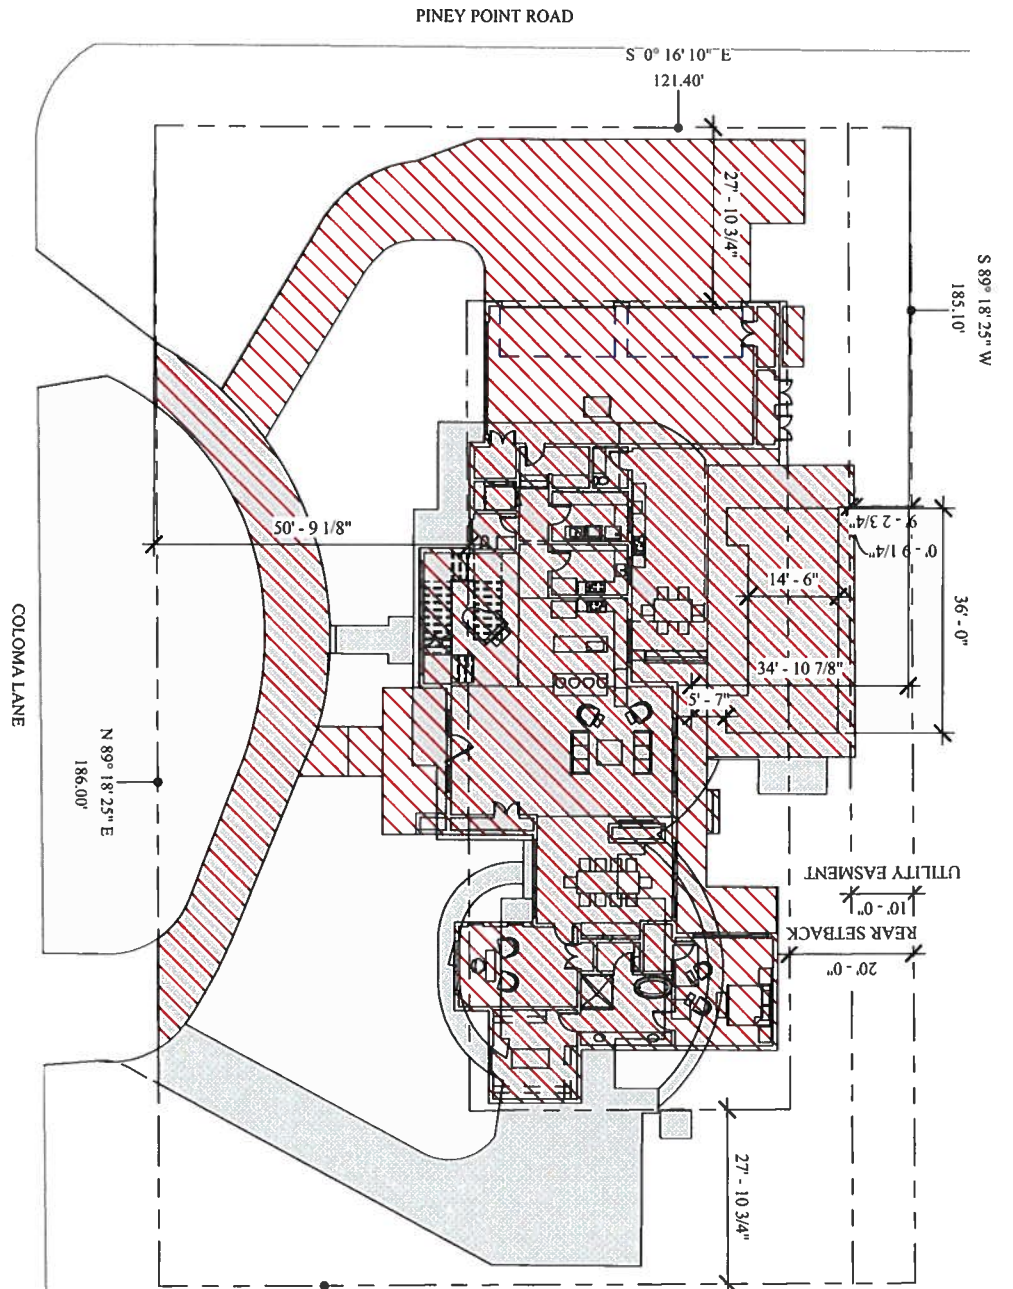 PINEY POINT ROAD
S 0° 16' 10" E
121.40'
27' - 10 3/4"
S 89° 18' 25" W
185.10'
50' - 9 1/8"
9' - 2 3/4"
0' - 9 1/4"
14' - 6"
36' - 0"
34' - 10 7/8"
5' - 7"
COLOMA LANE
N 89° 18' 25" E
186.00'
UTILITY EASMENT
10' - 0"
REAR SETBACK
20' - 0"
27' - 10 3/4"